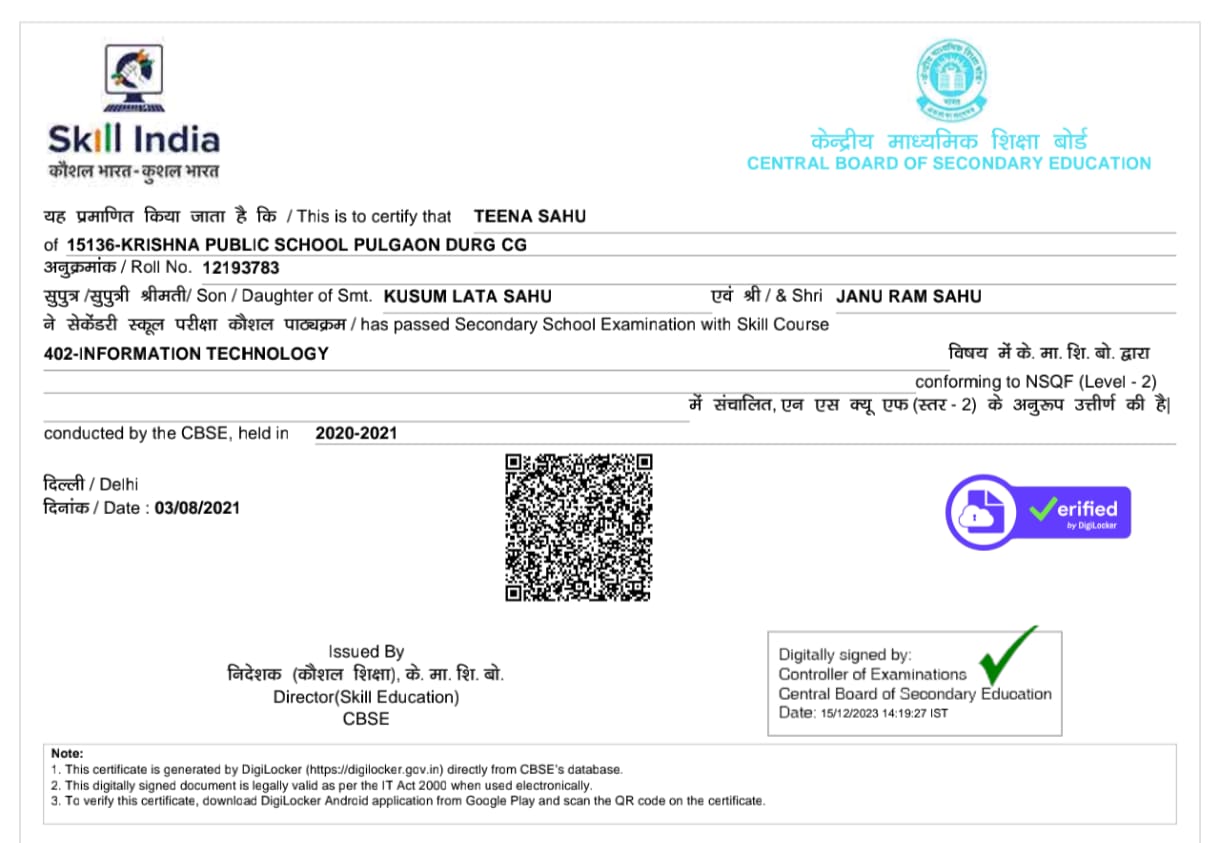 Skill India
कौशल भारत-कुशल भारत
केन्द्रीय माध्यमिक शिक्षा बोर्ड
CENTRAL BOARD OF SECONDARY EDUCATION
यह प्रमाणित किया जाता है कि / This is to certify that TEENA SAHU
of 15136-KRISHNA PUBLIC SCHOOL PULGAON DURG CG
अनुक्रमांक / Roll No. 12193783
सुपुत्र /सुपुत्री श्रीमती/ Son / Daughter of Smt. KUSUM LATA SAHU एवं श्री / & Shri JANU RAM SAHU
ने सेकेंडरी स्कूल परीक्षा कौशल पाठ्यक्रम / has passed Secondary School Examination with Skill Course
402-INFORMATION TECHNOLOGY विषय में के. मा. शि. बो. द्वारा
conforming to NSQF (Level - 2)
में संचालित, एन एस क्यू एफ (स्तर - 2) के अनुरूप उत्तीर्ण की है|
conducted by the CBSE, held in 2020-2021
दिल्ली / Delhi
दिनांक / Date : 03/08/2021
Verified
by DigiLocker
Issued By
निदेशक (कौशल शिक्षा), के. मा. शि. बो.
Director(Skill Education)
CBSE
Digitally signed by:
Controller of Examinations
Central Board of Secondary Education
Date: 15/12/2023 14:19:27 IST
Note:
1. This certificate is generated by DigiLocker (https://digilocker.gov.in) directly from CBSE's database.
2. This digitally signed document is legally valid as per the IT Act 2000 when used electronically.
3. To verify this certificate, download DigiLocker Android application from Google Play and scan the QR code on the certificate.